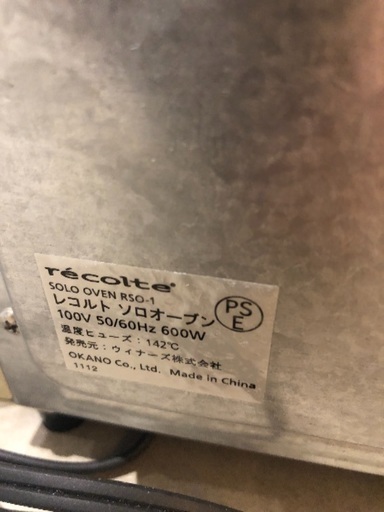 récolte®
SOLO OVEN RSO-1
レコルト ソロオーブン
100V 50/60Hz 600W
温度ヒューズ：142℃
発売元：ウィナーズ株式会社
OKANO Co., Ltd. Made in China
1112
PS
E